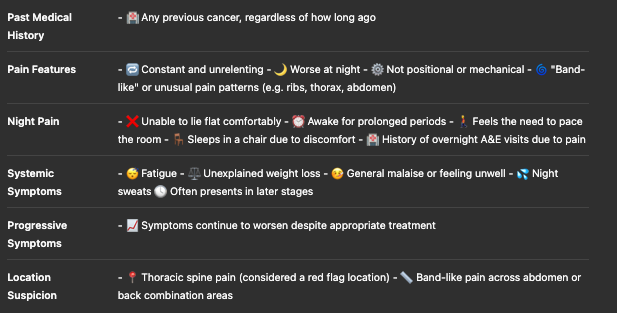 Past Medical - 🏥 Any previous cancer, regardless of how long ago
History
Pain Features - 🔁 Constant and unrelenting - 🌙 Worse at night - ⚙️ Not positional or mechanical - 🌀 "Band-
like" or unusual pain patterns (e.g. ribs, thorax, abdomen)
Night Pain - ❌ Unable to lie flat comfortably - ⏰ Awake for prolonged periods - 🚶 Feels the need to pace
the room - 🪑 Sleeps in a chair due to discomfort - 🏥 History of overnight A&E visits due to pain
Systemic - 😴 Fatigue - ⚖️ Unexplained weight loss - 🤒 General malaise or feeling unwell - 💦 Night
Symptoms sweats 🕓 Often presents in later stages
Progressive - 📈 Symptoms continue to worsen despite appropriate treatment
Symptoms
Location - 📍 Thoracic spine pain (considered a red flag location) - 📏 Band-like pain across abdomen or
Suspicion back combination areas